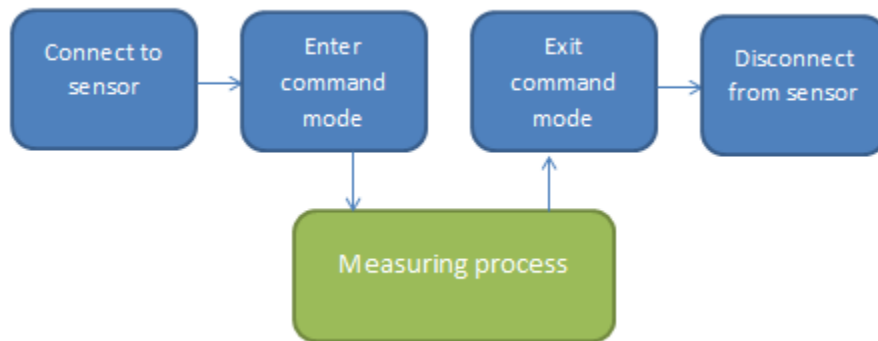 Connect to
sensor
Enter
command
mode
Exit
command
mode
Disconnect
from sensor
Measuring process